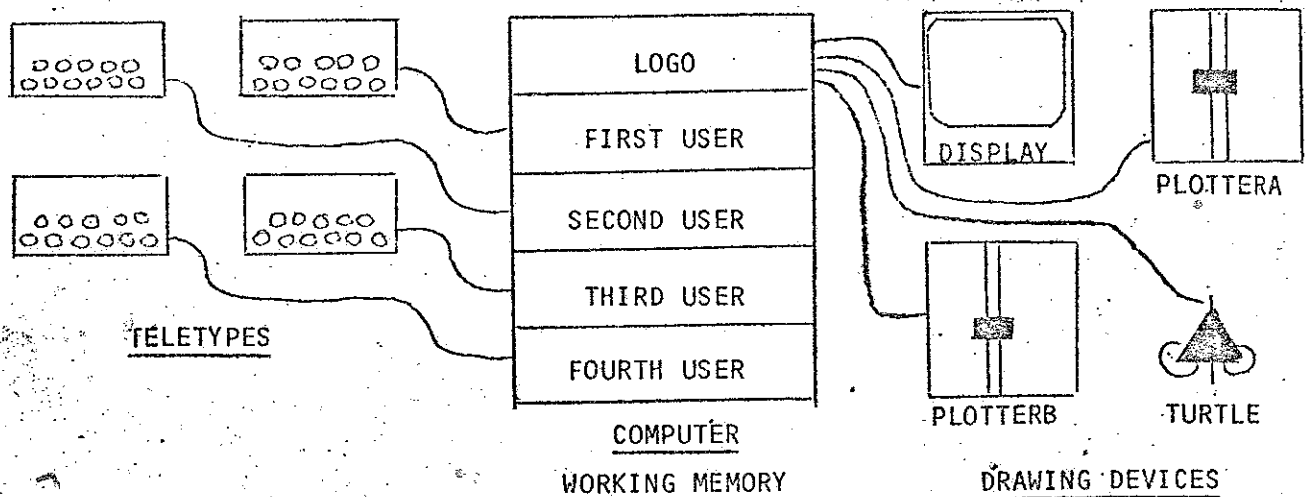 LOGO
FIRST USER
SECOND USER
THIRD USER
FOURTH USER
TELETYPES
COMPUTER
WORKING MEMORY
DISPLAY
PLOTTERA
PLOTTERB
TURTLE
DRAWING DEVICES